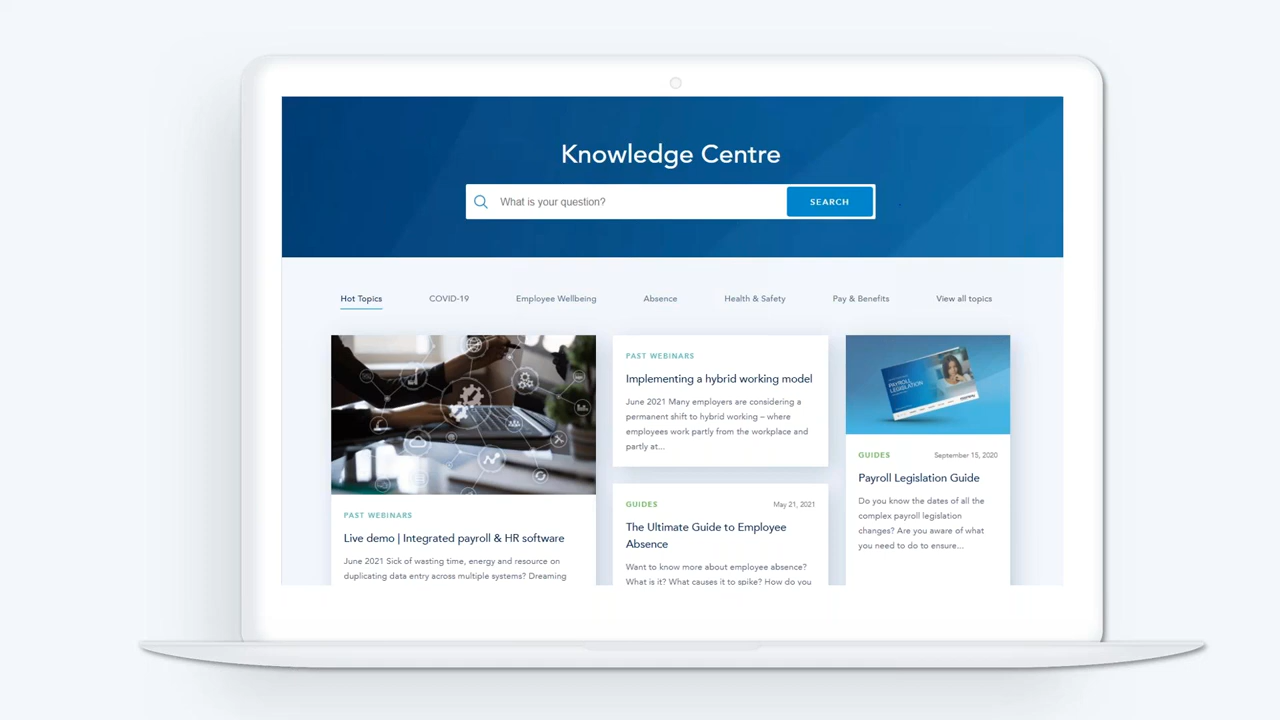 Knowledge Centre
What is your question?
SEARCH
Hot Topics
COVID-19
Employee Wellbeing
Absence
Health & Safety
Pay & Benefits
View all topics
PAST WEBINARS
Live demo | Integrated payroll & HR software
June 2021 Sick of wasting time, energy and resource on
duplicating data entry across multiple systems? Dreaming
PAST WEBINARS
Implementing a hybrid working model
June 2021 Many employers are considering a
permanent shift to hybrid working – where
employees work partly from the workplace and
partly at...
GUIDES
May 21, 2021
The Ultimate Guide to Employee
Absence
Want to know more about employee absence?
What is it? What causes it to spike? How do you
PAYROLL
LEGISLATION
GUIDES
September 15, 2020
Payroll Legislation Guide
Do you know the dates of all the
complex payroll legislation
changes? Are you aware of what
you need to do to ensure...